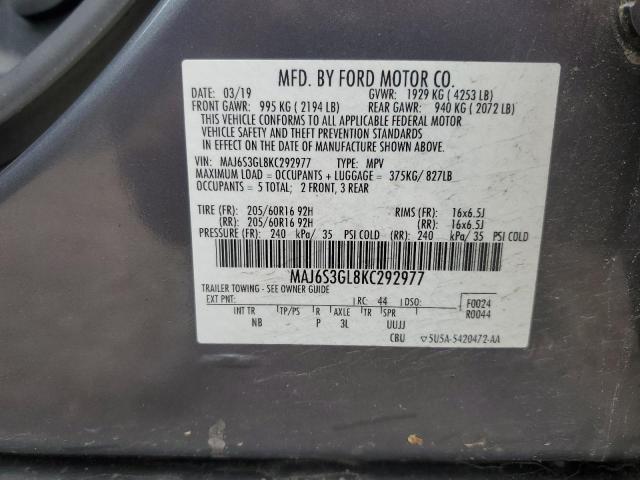 MFD. BY FORD MOTOR CO.
DATE: 03/19 GVWR: 1929 KG ( 4253 LB)
FRONT GAWR: 995 KG ( 2194 LB) REAR GAWR: 940 KG ( 2072 LB)
THIS VEHICLE CONFORMS TO ALL APPLICABLE FEDERAL MOTOR
VEHICLE SAFETY AND THEFT PREVENTION STANDARDS
IN EFFECT ON THE DATE OF MANUFACTURE SHOWN ABOVE.
VIN: MAJ6S3GL8KC292977 TYPE: MPV
MAXIMUM LOAD = OCCUPANTS + LUGGAGE = 375KG/ 827LB
OCCUPANTS = 5 TOTAL; 2 FRONT, 3 REAR
TIRE (FR): 205/60R16 92H RIMS (FR): 16x6.5J
(RR): 205/60R16 92H (RR): 16x6.5J
PRESSURE (FR): 240 kPa/ 35 PSI COLD (RR): 240 kPa/ 35 PSI COLD
MAJ6S3GL8KC292977
TRAILER TOWING - SEE OWNER GUIDE
EXT PNT: RC: 44 DSO: F0024
INT TR TP/PS R AXLE TR SPR R0044
NB P 3L UUJJ
CBU ▽5U5A-5420472-AA